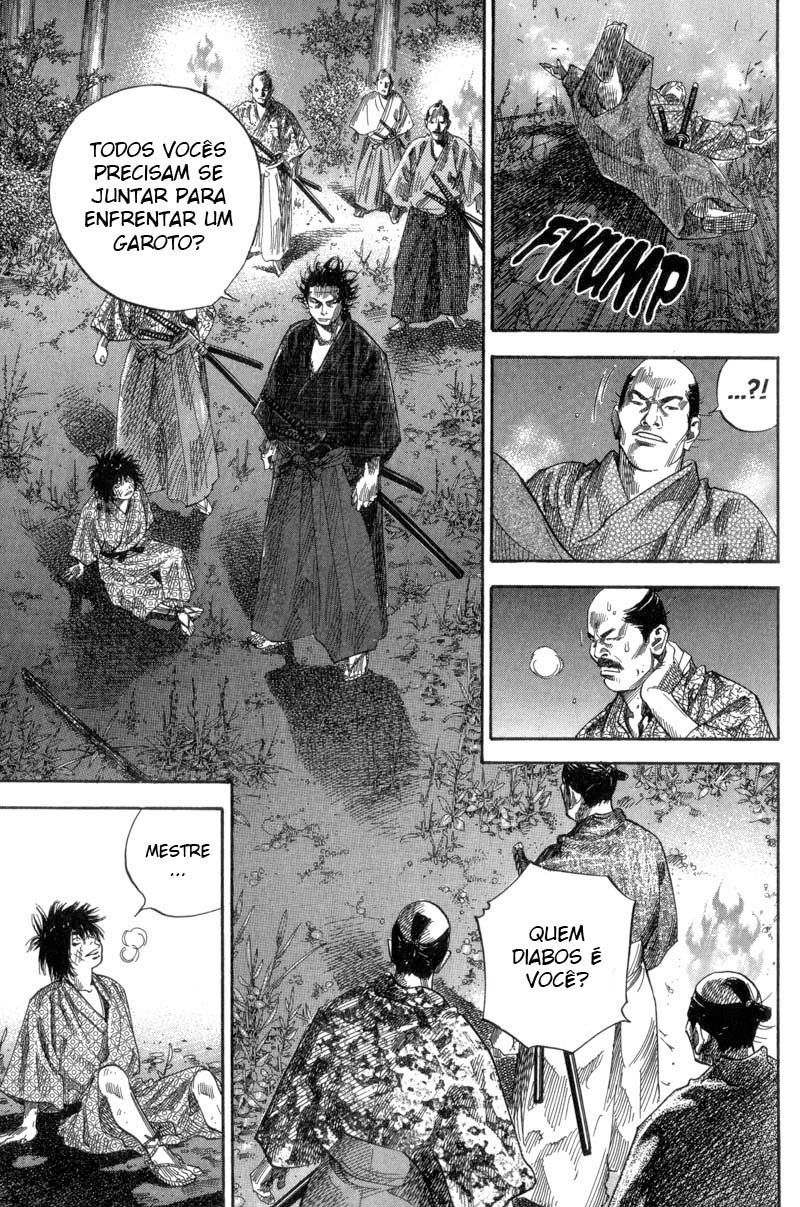 FWUMP
...?!
TODOS VOCÊS
PRECISAM SE
JUNTAR PARA
ENFRENTAR UM
GAROTO?
QUEM
DIABOS É
VOCÊ?
MESTRE
...